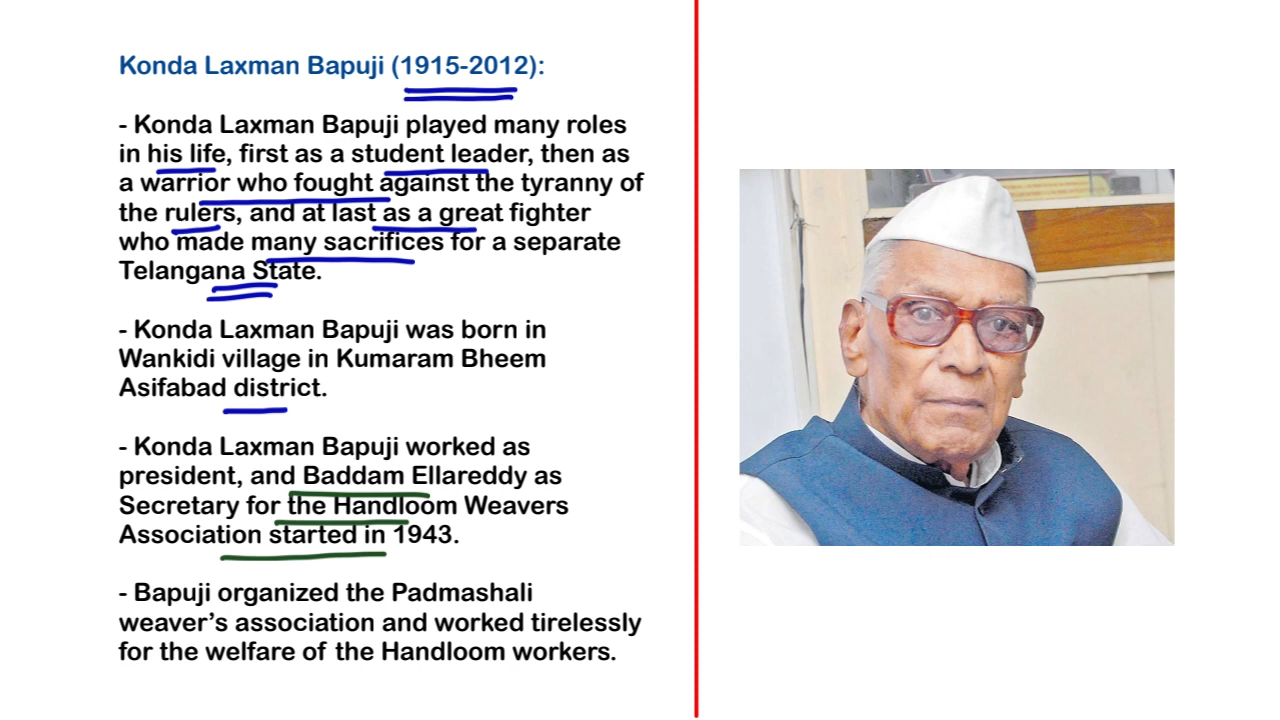 Konda Laxman Bapuji (1915-2012):
- Konda Laxman Bapuji played many roles
in his life, first as a student leader, then as
a warrior who fought against the tyranny of
the rulers, and at last as a great fighter
who made many sacrifices for a separate
Telangana State.
- Konda Laxman Bapuji was born in
Wankidi village in Kumaram Bheem
Asifabad district.
- Konda Laxman Bapuji worked as
president, and Baddam Ellareddy as
Secretary for the Handloom Weavers
Association started in 1943.
- Bapuji organized the Padmashali
weaver’s association and worked tirelessly
for the welfare of the Handloom workers.